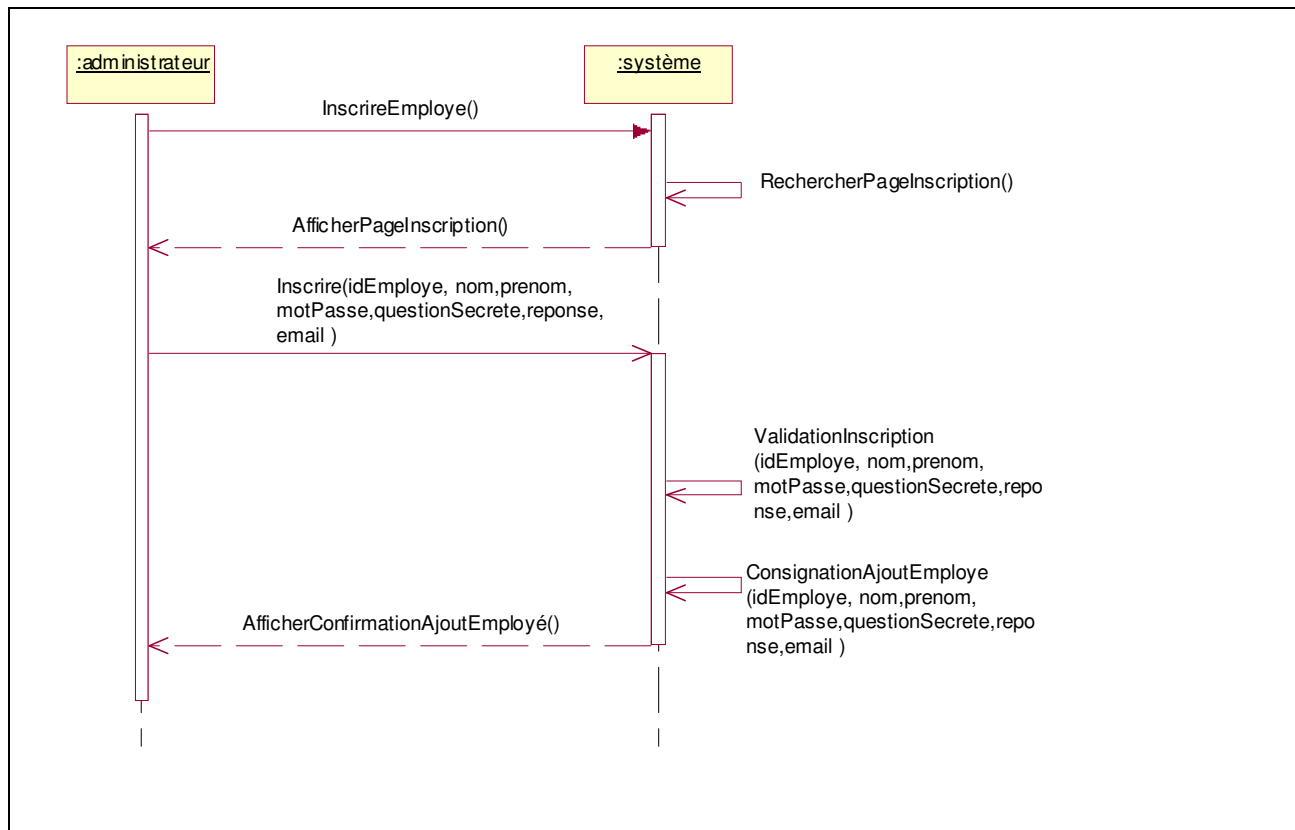 :administrateur
:système
InscrireEmploye()
RechercherPageInscription()
AfficherPageInscription()
Inscrire(idEmploye, nom,prenom,
motPasse,questionSecrete,reponse,
email )
ValidationInscription
(idEmploye, nom,prenom,
motPasse,questionSecrete,repo
nse,email )
ConsignationAjoutEmploye
(idEmploye, nom,prenom,
motPasse,questionSecrete,repo
nse,email )
AfficherConfirmationAjoutEmployé()